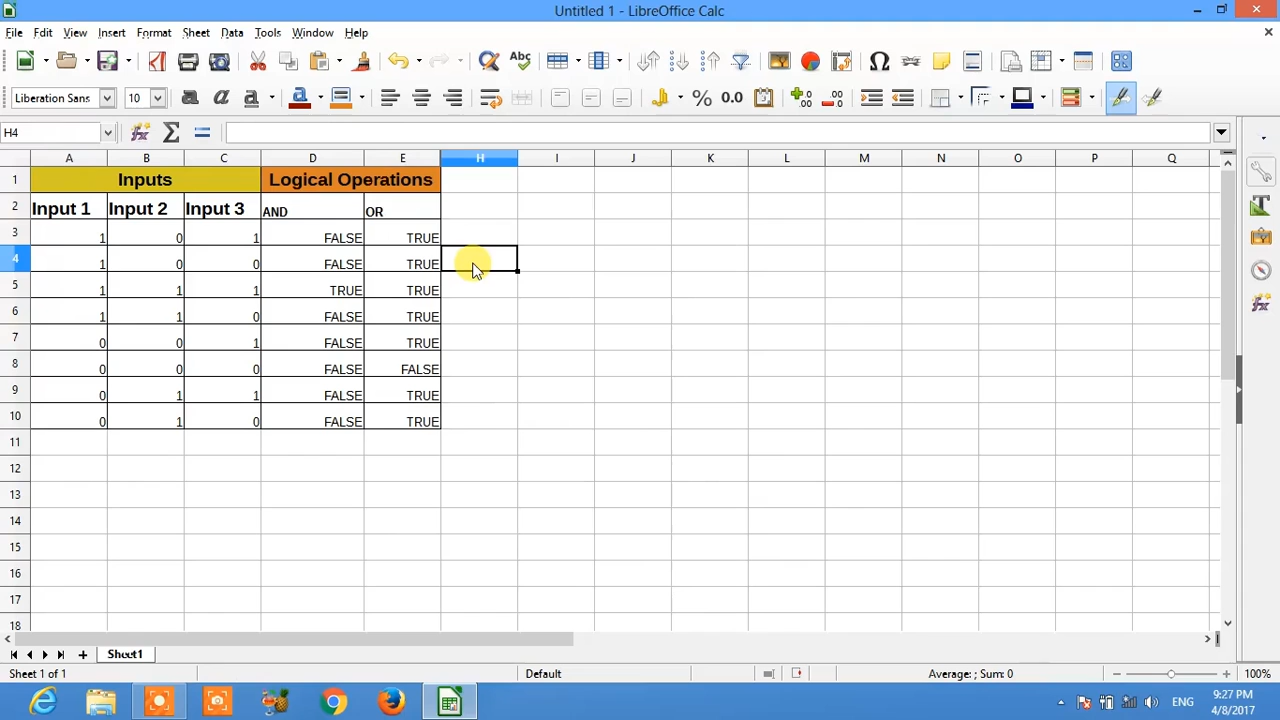 Untitled 1 - LibreOffice Calc
File Edit View Insert Format Sheet Data Tools Window Help
Abc
Liberation Sans 10 a a a a % 0.0 .00 .00
H4
A B C D E H I J K L M N O P Q
1 Inputs Logical Operations
2 Input 1 Input 2 Input 3 AND OR
3 1 0 1 FALSE TRUE
4 1 0 0 FALSE TRUE
5 1 1 1 TRUE TRUE
6 1 1 0 FALSE TRUE
7 0 0 1 FALSE TRUE
8 0 0 0 FALSE FALSE
9 0 1 1 FALSE TRUE
10 0 1 0 FALSE TRUE
11
12
13
14
15
16
17
18
Sheet1
Sheet 1 of 1 Default Average: ; Sum: 0 100%
ENG 9:27 PM
4/8/2017